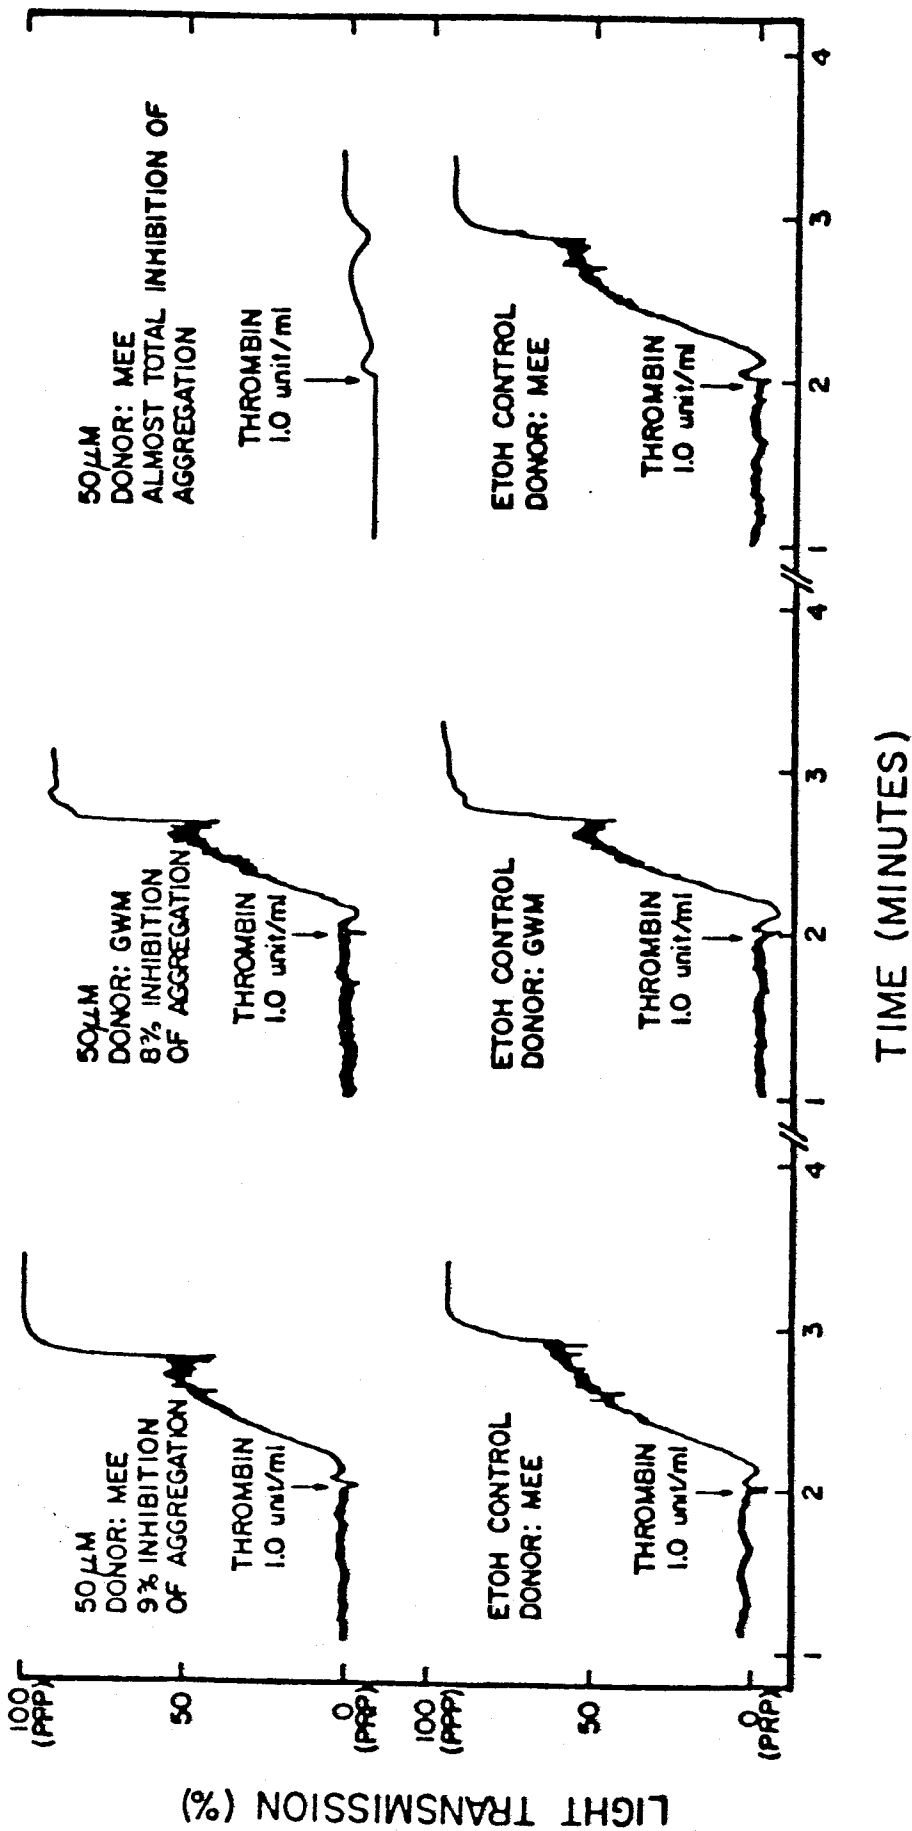 LIGHT TRANSMISSION (%)
100
(PPP)
50
0
(PRP)
100
(PPP)
50
0
(PRP)
50µM
DONOR: MEE
9% INHIBITION
OF AGGREGATION
THROMBIN
1.0 unit/ml
50µM
DONOR: GWM
8% INHIBITION
OF AGGREGATION
THROMBIN
1.0 unit/ml
50µM
DONOR: MEE
ALMOST TOTAL INHIBITION OF
AGGREGATION
THROMBIN
1.0 unit/ml
ETOH CONTROL
DONOR: MEE
THROMBIN
1.0 unit/ml
ETOH CONTROL
DONOR: GWM
THROMBIN
1.0 unit/ml
ETOH CONTROL
DONOR: MEE
THROMBIN
1.0 unit/ml
1 2 3 4 1 2 3 4 1 2 3 4
TIME (MINUTES)